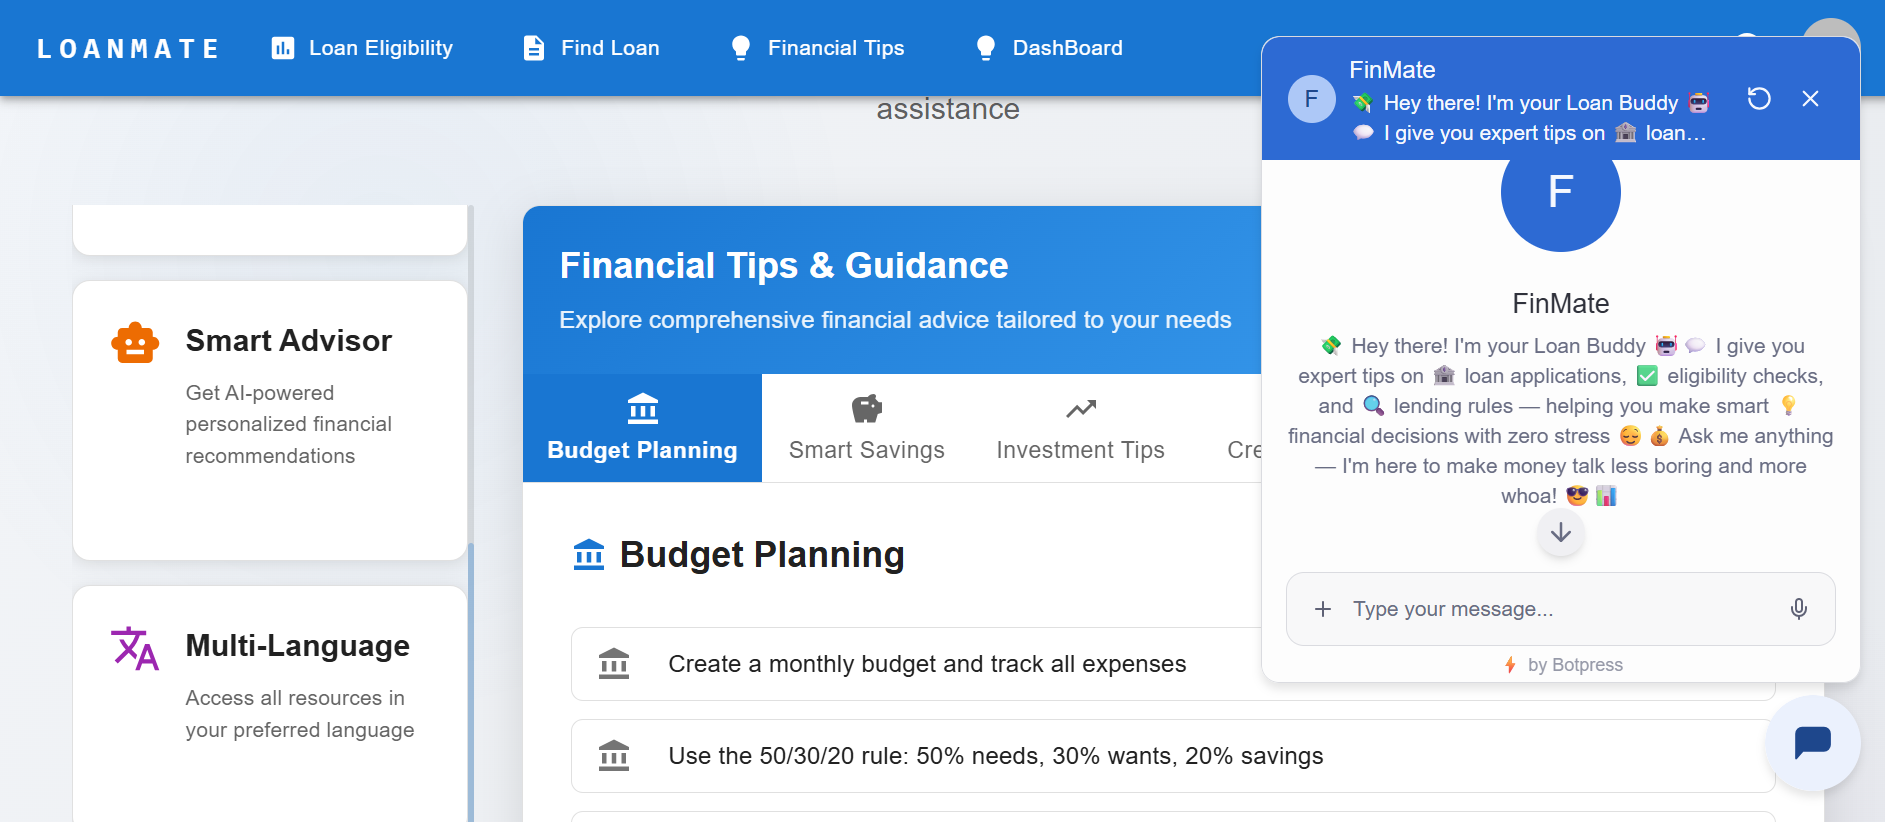 LOANMATE
Loan Eligibility
Find Loan
Financial Tips
DashBoard
assistance
Smart Advisor
Get AI-powered
personalized financial
recommendations
Multi-Language
Access all resources in
your preferred language
Financial Tips & Guidance
Explore comprehensive financial advice tailored to your needs
Budget Planning
Smart Savings
Investment Tips
Cre
Budget Planning
Create a monthly budget and track all expenses
Use the 50/30/20 rule: 50% needs, 30% wants, 20% savings
F
FinMate
💸 Hey there! I'm your Loan Buddy 🤖
💬 I give you expert tips on 🏦 loan...
F
FinMate
💸 Hey there! I'm your Loan Buddy 🤖💬 I give you
expert tips on 🏦 loan applications, ✅ eligibility checks,
and 🔍 lending rules — helping you make smart 💡
financial decisions with zero stress 😌💰 Ask me anything
— I'm here to make money talk less boring and more
whoa! 😎📊
Type your message...
by Botpress